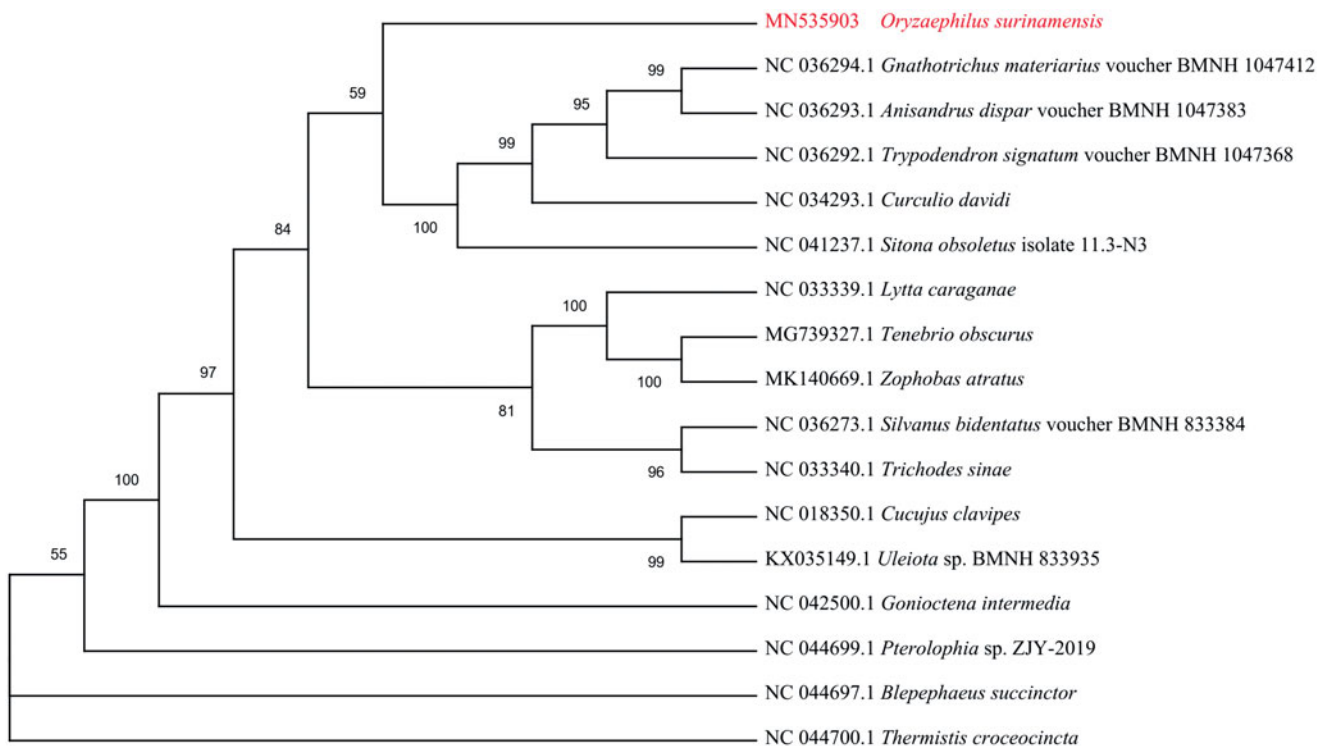 MN535903 Oryzaephilus surinamensis
NC 036294.1 Gnathotrichus materiarius voucher BMNH 1047412
99
59
95
NC 036293.1 Anisandrus dispar voucher BMNH 1047383
99
NC 036292.1 Trypodendron signatum voucher BMNH 1047368
NC 034293.1 Curculio davidi
84
100
NC 041237.1 Sitona obsoletus isolate 11.3-N3
NC 033339.1 Lytta caraganae
100
MG739327.1 Tenebrio obscurus
97
100
MK140669.1 Zophobas atratus
81
NC 036273.1 Silvanus bidentatus voucher BMNH 833384
96
NC 033340.1 Trichodes sinae
100
NC 018350.1 Cucujus clavipes
55
99
KX035149.1 Uleiota sp. BMNH 833935
NC 042500.1 Gonioctena intermedia
NC 044699.1 Pterolophia sp. ZJY-2019
NC 044697.1 Blepephaeus succinctor
NC 044700.1 Thermistis croceocincta